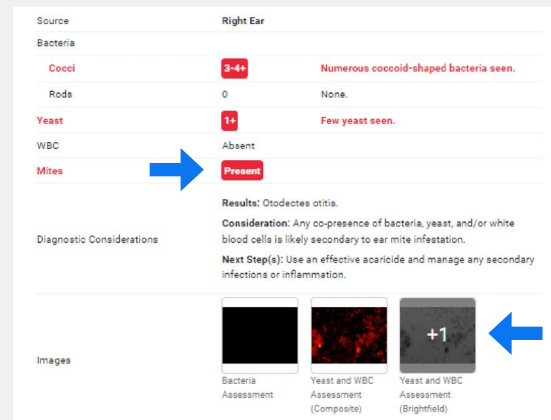 Source Right Ear
Bacteria
Cocci 3-4+ Numerous coccoid-shaped bacteria seen.
Rods 0 None.
Yeast 1+ Few yeast seen.
WBC Absent
Mites Present
Results: Otodectes otitis.
Consideration: Any co-presence of bacteria, yeast, and/or white
Diagnostic Considerations blood cells is likely secondary to ear mite infestation.
Next Step(s): Use an effective acaricide and manage any secondary
infections or inflammation.
+1
Images
Bacteria Yeast and WBC Yeast and WBC
Assessment Assessment Assessment
(Composite) (Brightfield)